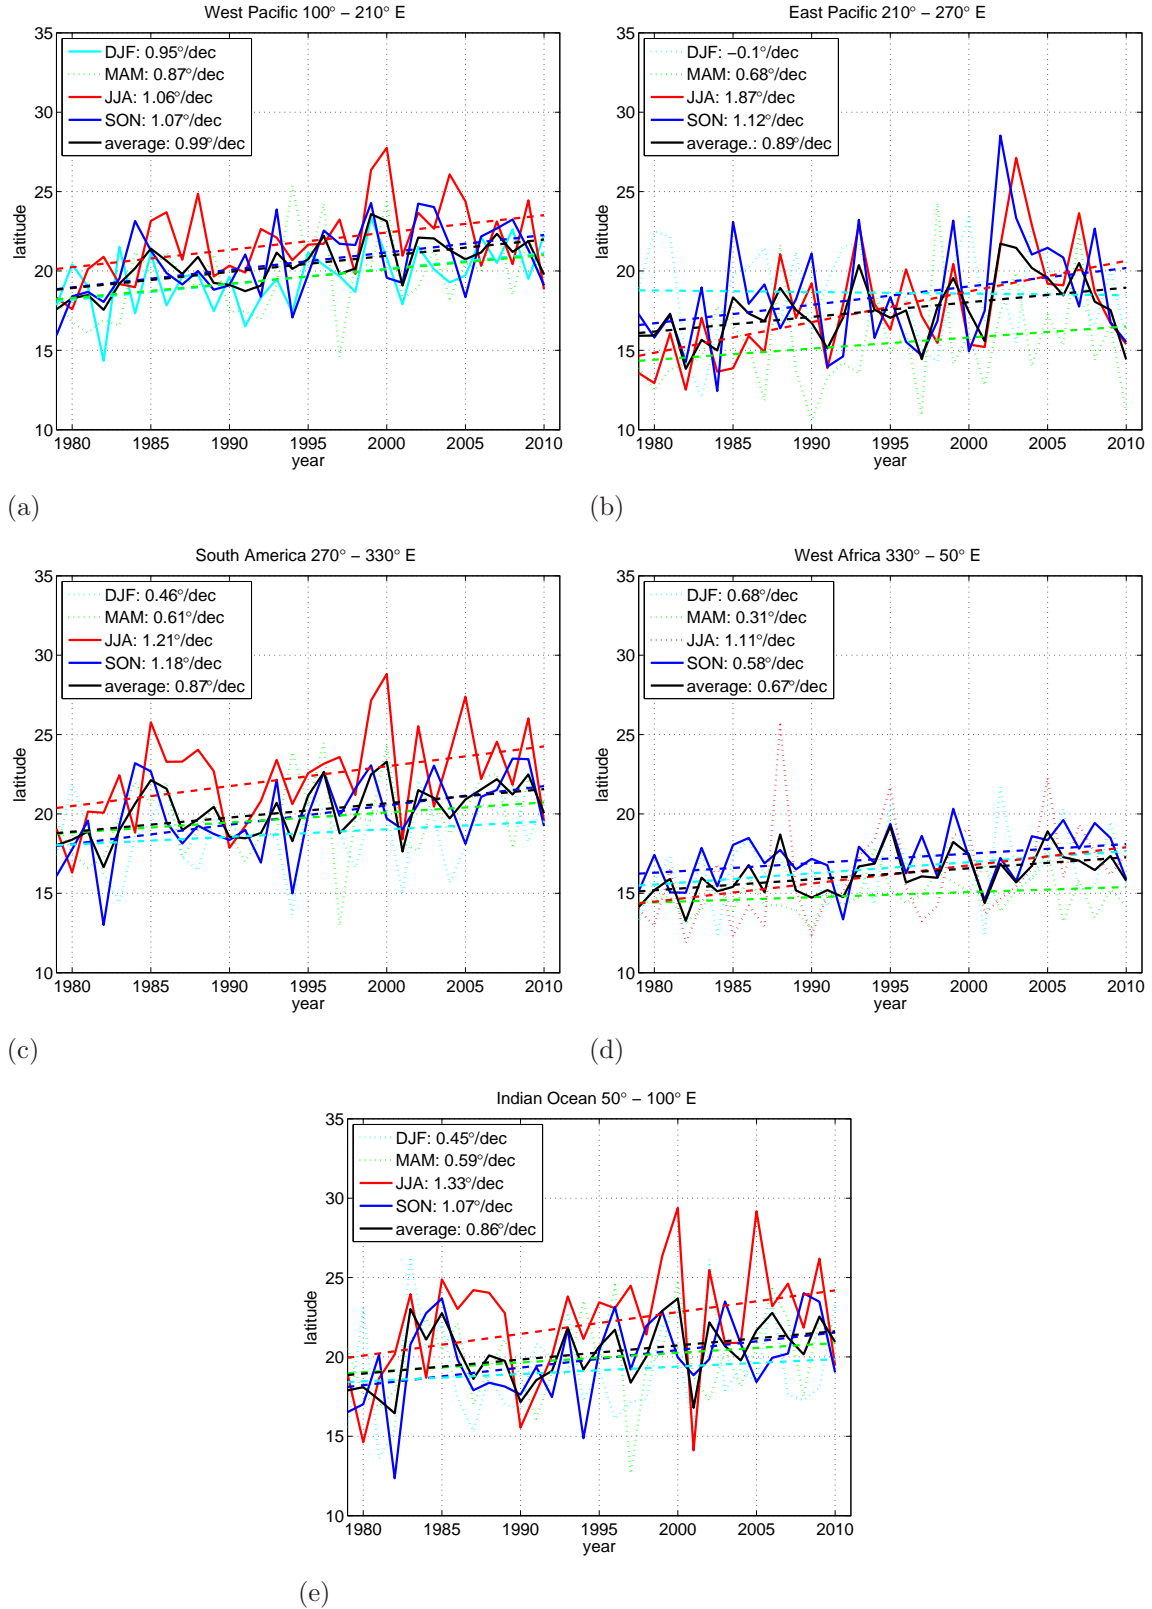 West Pacific 100° − 210° E
35
30
25
20
15
10
latitude
DJF: 0.95°/dec
MAM: 0.87°/dec
JJA: 1.06°/dec
SON: 1.07°/dec
average: 0.99°/dec
1980 1985 1990 1995 2000 2005 2010
year
(a)
East Pacific 210° − 270° E
35
30
25
20
15
10
latitude
DJF: −0.1°/dec
MAM: 0.68°/dec
JJA: 1.87°/dec
SON: 1.12°/dec
average.: 0.89°/dec
1980 1985 1990 1995 2000 2005 2010
year
(b)
South America 270° − 330° E
35
30
25
20
15
10
latitude
DJF: 0.46°/dec
MAM: 0.61°/dec
JJA: 1.21°/dec
SON: 1.18°/dec
average: 0.87°/dec
1980 1985 1990 1995 2000 2005 2010
year
(c)
West Africa 330° − 50° E
35
30
25
20
15
10
latitude
DJF: 0.68°/dec
MAM: 0.31°/dec
JJA: 1.11°/dec
SON: 0.58°/dec
average: 0.67°/dec
1980 1985 1990 1995 2000 2005 2010
year
(d)
Indian Ocean 50° − 100° E
35
30
25
20
15
10
latitude
DJF: 0.45°/dec
MAM: 0.59°/dec
JJA: 1.33°/dec
SON: 1.07°/dec
average: 0.86°/dec
1980 1985 1990 1995 2000 2005 2010
year
(e)